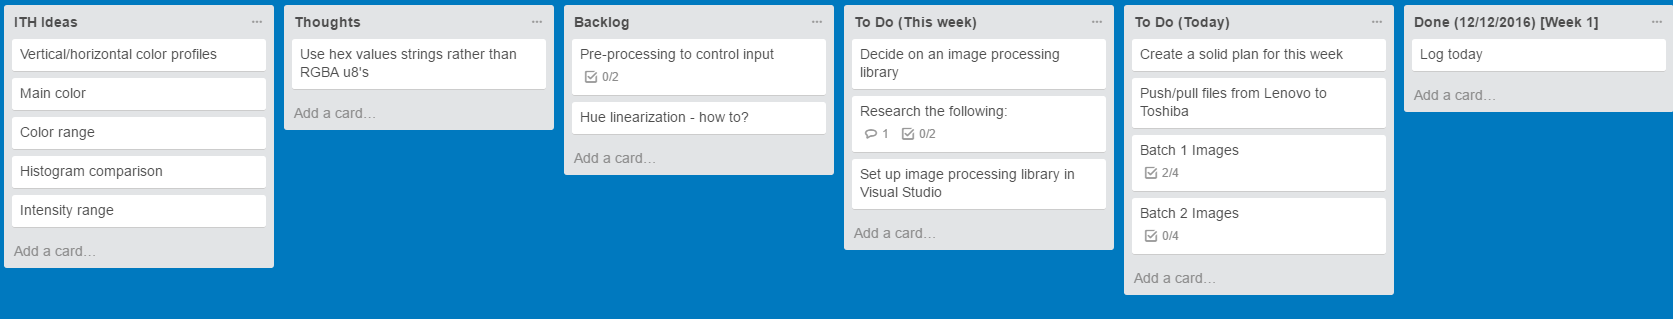 ITH Ideas
Vertical/horizontal color profiles
Main color
Color range
Histogram comparison
Intensity range
Add a card...
Thoughts
Use hex values strings rather than
RGBA u8's
Add a card...
Backlog
Pre-processing to control input
0/2
Hue linearization - how to?
Add a card...
To Do (This week)
Decide on an image processing
library
Research the following:
1 0/2
Set up image processing library in
Visual Studio
Add a card...
To Do (Today)
Create a solid plan for this week
Push/pull files from Lenovo to
Toshiba
Batch 1 Images
2/4
Batch 2 Images
0/4
Add a card...
Done (12/12/2016) [Week 1]
Log today
Add a card...